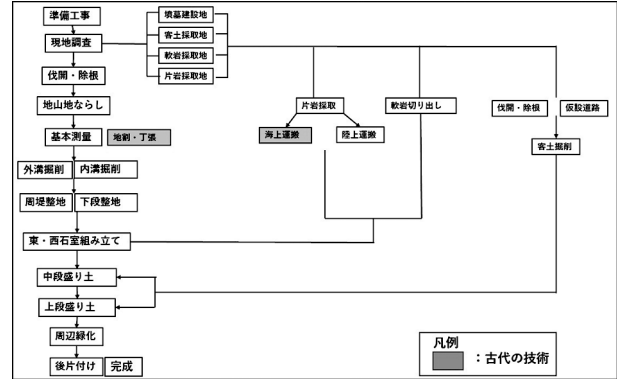 準備工事
墳墓建設地
現地調査
客土採取地
軟岩採取地
片岩採取地
伐開・除根
地山地ならし
片岩採取
軟岩切り出し
伐開・除根
仮設道路
基本測量
地割・丁張
海上運搬
陸上運搬
客土掘削
外溝掘削
内溝掘削
周堤整地
下段整地
東・西石室組み立て
中段盛り土
上段盛り土
周辺緑化
後片付け
完成
凡例
:古代の技術